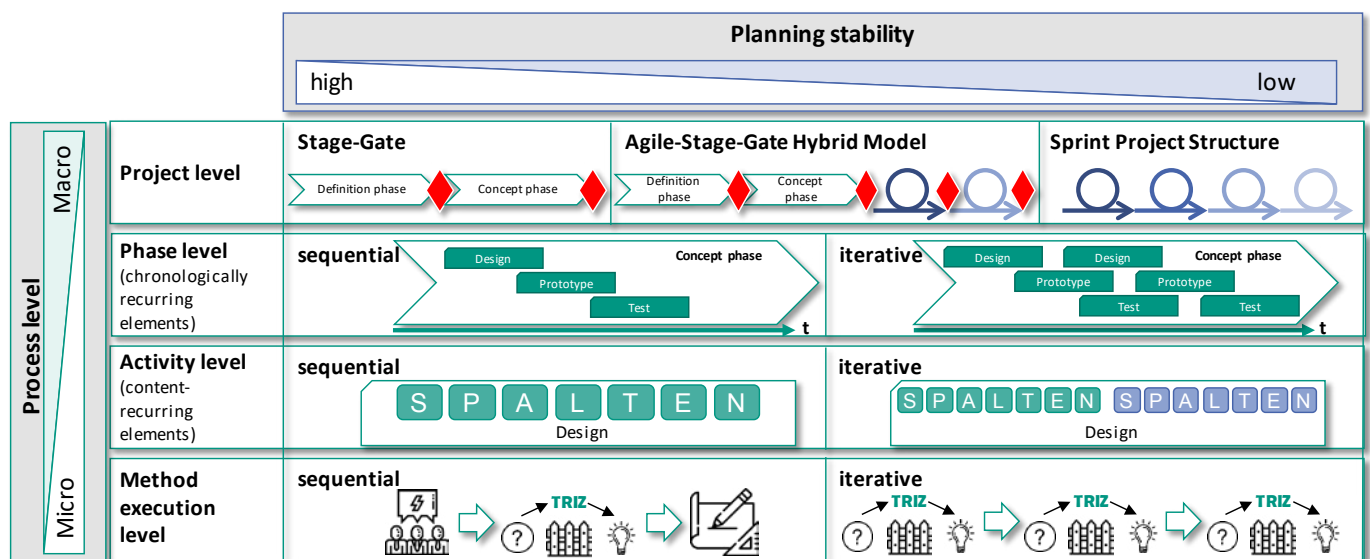 Planning stability
high
low
Process level
Macro
Micro
Project level
Stage-Gate
Definition phase
Concept phase
Agile-Stage-Gate Hybrid Model
Definition
phase
Concept
phase
Sprint Project Structure
Phase level
(chronologically
recurring
elements)
sequential
Concept phase
Design
Prototype
Test
t
iterative
Design
Design
Concept phase
Prototype
Prototype
Test
Test
t
Activity level
(content-
recurring
elements)
sequential
S P A L T E N
Design
iterative
S P A L T E N S P A L T E N
Design
Method
execution
level
sequential
TRIZ
?
iterative
TRIZ
?
TRIZ
?
TRIZ
?